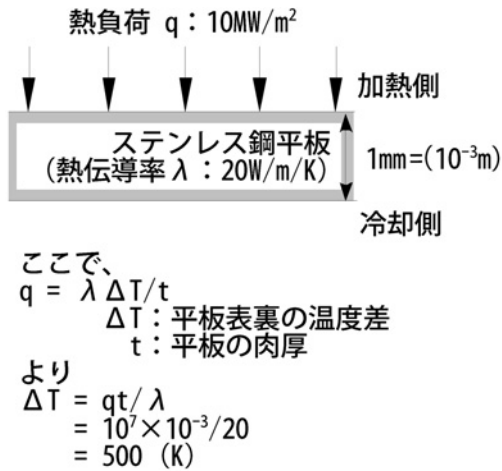 熱負荷 q：10MW/m²
加熱側
ステンレス鋼平板
（熱伝導率λ：20W/m/K）
1mm=(10⁻³m)
冷却側
ここで、
q = λΔT/t
ΔT：平板表裏の温度差
t：平板の肉厚
より
ΔT = qt/λ
= 10⁷×10⁻³/20
= 500 (K)